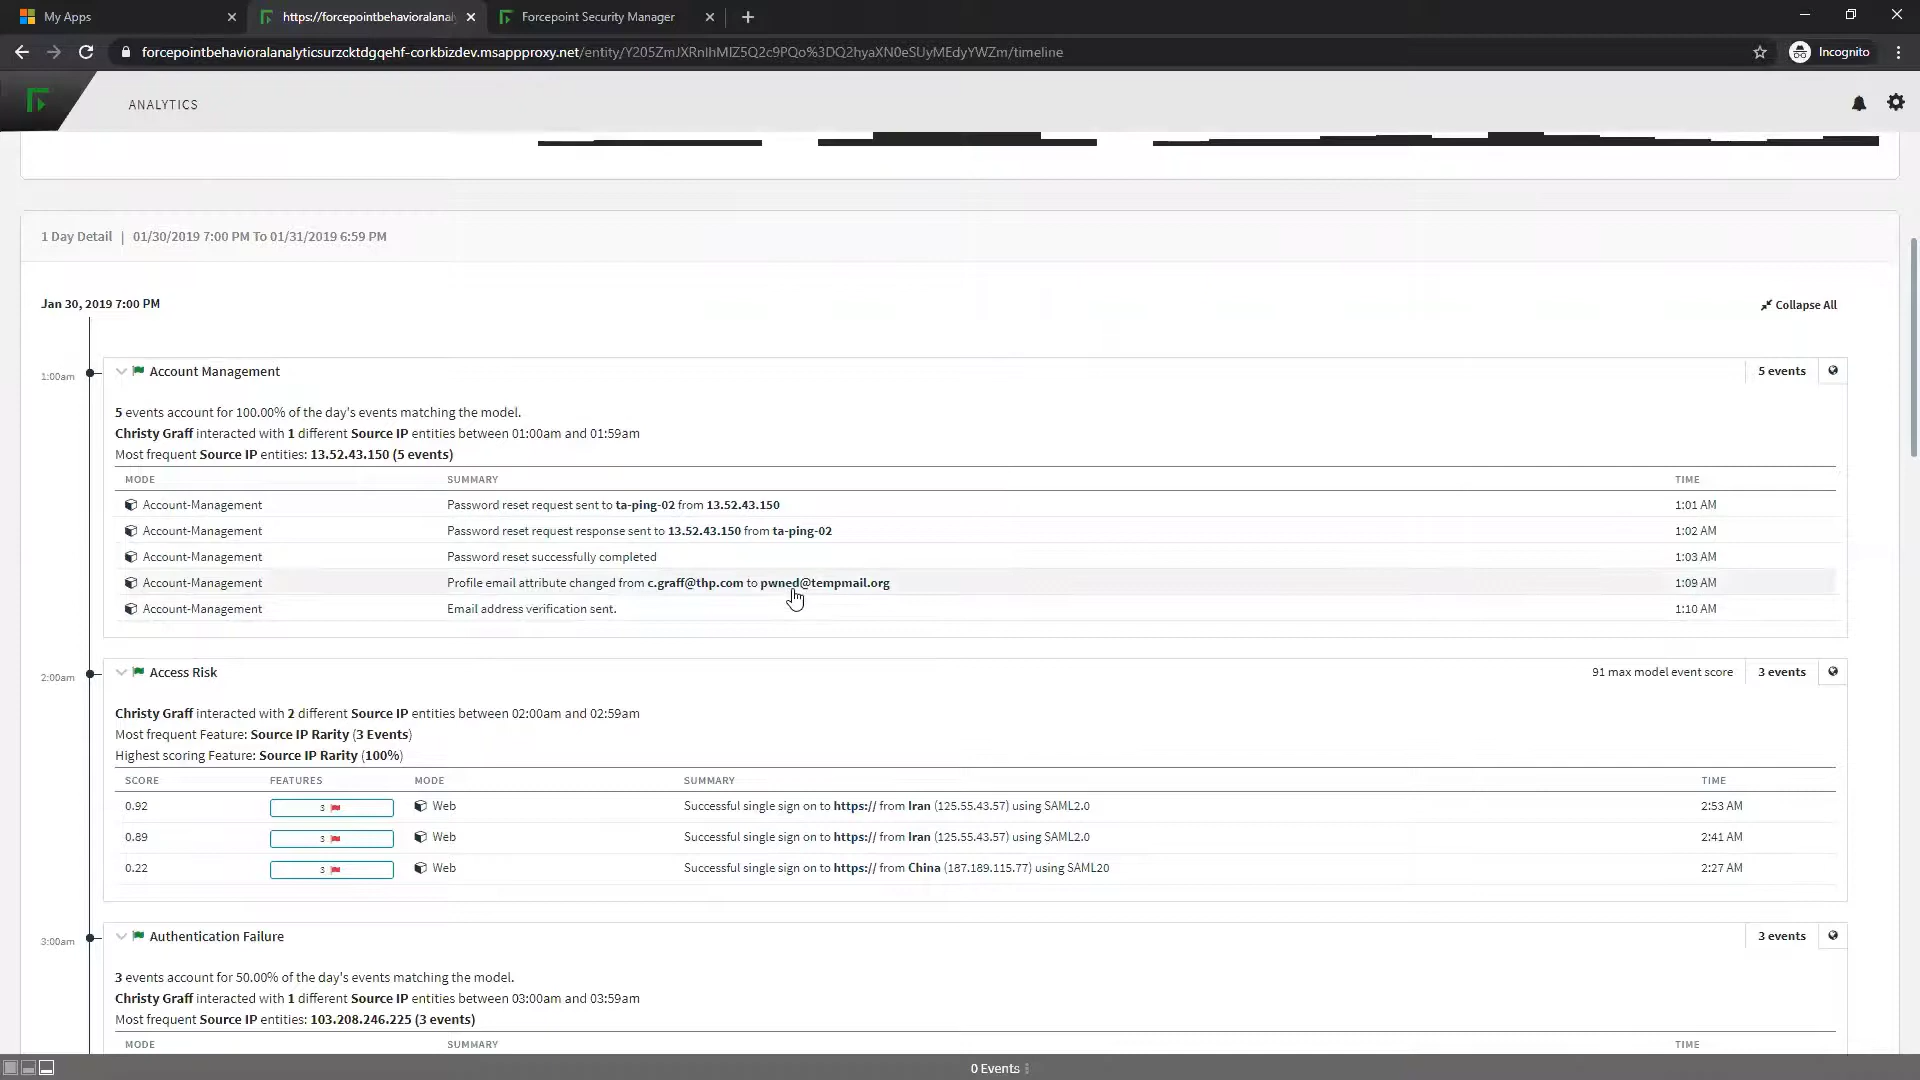 My Apps
https://forcepointbehavioralanal
Forcepoint Security Manager
forcepointbehavioralanalyticsurzcktdgqehf-corkbizdev.msappproxy.net/entity/Y205ZmJXRnlhMlZ5Q2c9PQo%3DQ2hyaXN0eSUyMEdyYWZm/timeline
Incognito
ANALYTICS
1 Day Detail | 01/30/2019 7:00 PM To 01/31/2019 6:59 PM
Jan 30, 2019 7:00 PM
Collapse All
1:00am
Account Management
5 events
5 events account for 100.00% of the day's events matching the model.
Christy Graff interacted with 1 different Source IP entities between 01:00am and 01:59am
Most frequent Source IP entities: 13.52.43.150 (5 events)
MODE SUMMARY TIME
Account-Management Password reset request sent to ta-ping-02 from 13.52.43.150 1:01 AM
Account-Management Password reset request response sent to 13.52.43.150 from ta-ping-02 1:02 AM
Account-Management Password reset successfully completed 1:03 AM
Account-Management Profile email attribute changed from c.graff@thp.com to pwned@tempmail.org 1:09 AM
Account-Management Email address verification sent. 1:10 AM
2:00am
Access Risk
91 max model event score
3 events
Christy Graff interacted with 2 different Source IP entities between 02:00am and 02:59am
Most frequent Feature: Source IP Rarity (3 Events)
Highest scoring Feature: Source IP Rarity (100%)
SCORE FEATURES MODE SUMMARY TIME
0.92 3 Web Successful single sign on to https:// from Iran (125.55.43.57) using SAML2.0 2:53 AM
0.89 3 Web Successful single sign on to https:// from Iran (125.55.43.57) using SAML2.0 2:41 AM
0.22 3 Web Successful single sign on to https:// from China (187.189.115.77) using SAML20 2:27 AM
3:00am
Authentication Failure
3 events
3 events account for 50.00% of the day's events matching the model.
Christy Graff interacted with 1 different Source IP entities between 03:00am and 03:59am
Most frequent Source IP entities: 103.208.246.225 (3 events)
MODE SUMMARY TIME
0 Events